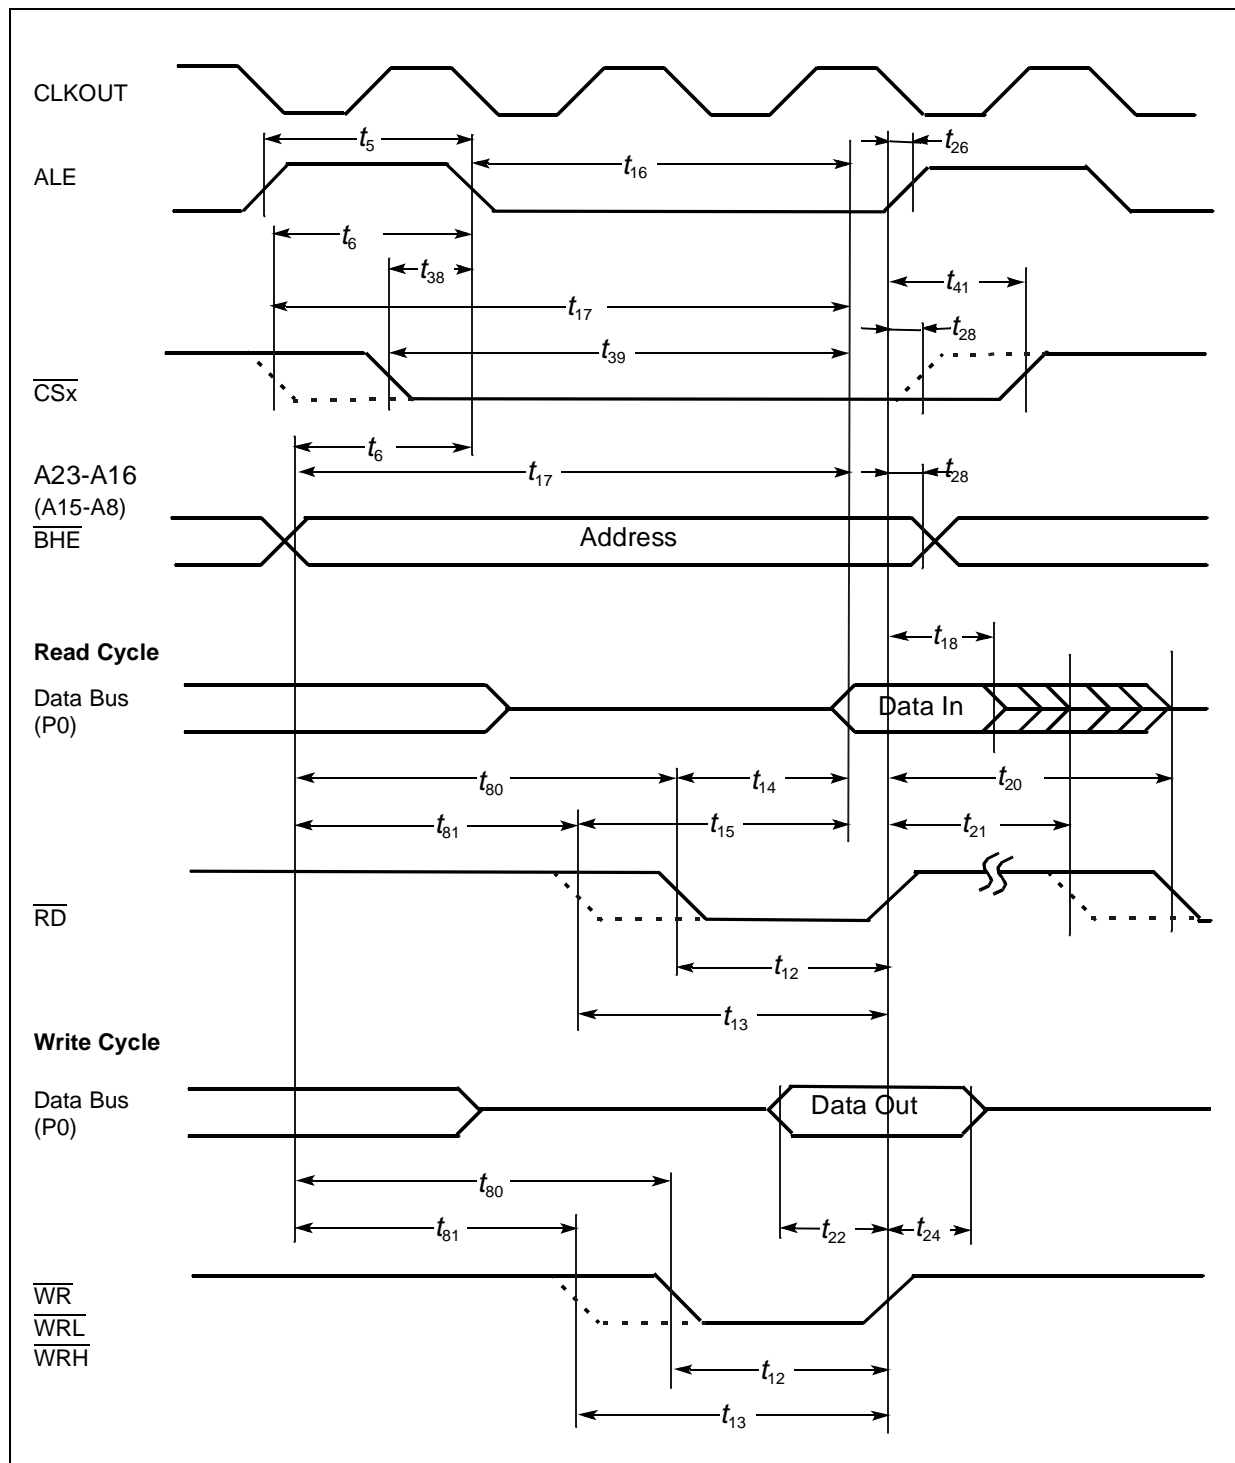 CLKOUT
t5
t26
t16
ALE
t6
t38
t41
t17
t28
t39
CSx
t6
A23-A16
t17
t28
(A15-A8)
BHE
Address
t18
Read Cycle
Data Bus
(P0)
Data In
t80
t14
t20
t81
t15
t21
RD
t12
t13
Write Cycle
Data Bus
(P0)
Data Out
t80
t81
t22
t24
WR
WRL
WRH
t12
t13